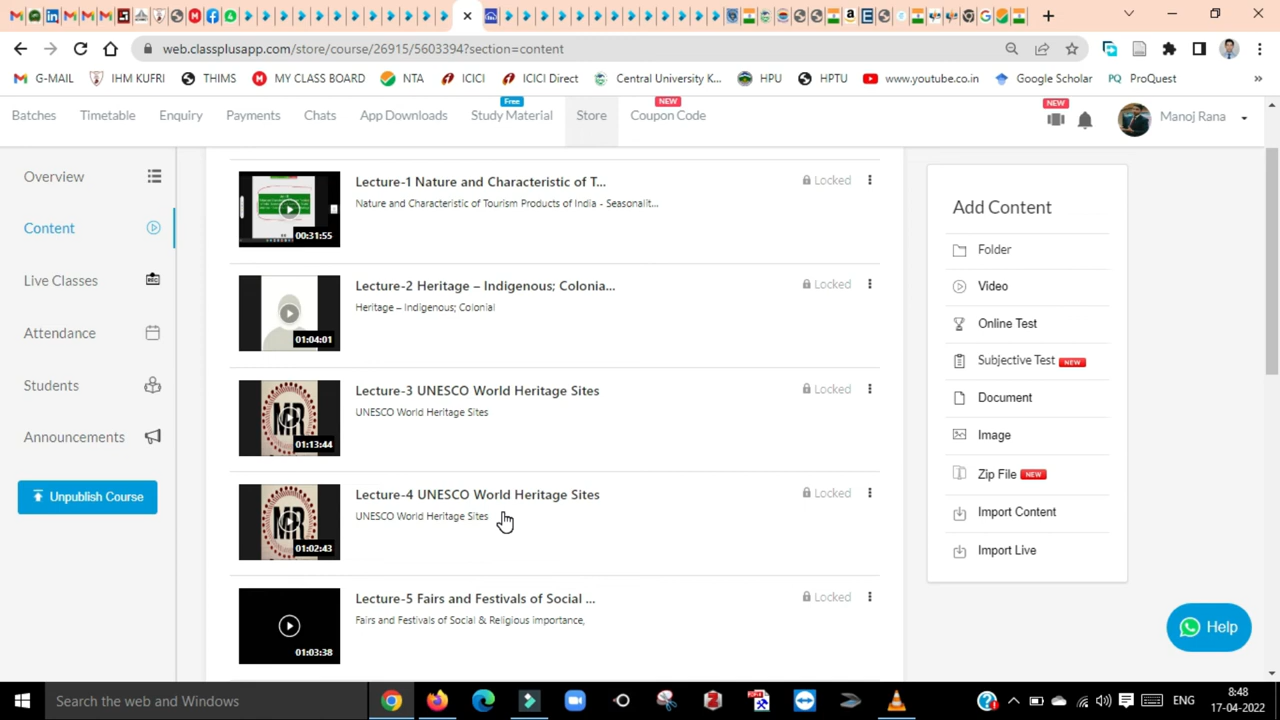 web.classplusapp.com/store/course/26915/5603394?section=content
G-MAIL IHM KUFRI THIMS MY CLASS BOARD NTA ICICI ICICI Direct Central University K... HPU HPTU www.youtube.co.in Google Scholar PQ ProQuest »
Free NEW NEW
Batches Timetable Enquiry Payments Chats App Downloads Study Material Store Coupon Code Manoj Rana
Overview
Content
Live Classes
Attendance
Students
Announcements
Unpublish Course
Lecture-1 Nature and Characteristic of T... Locked
Nature and Characteristic of Tourism Products of India - Seasonalit...
00:31:55
Lecture-2 Heritage – Indigenous; Colonia... Locked
Heritage – Indigenous; Colonial
01:04:01
Lecture-3 UNESCO World Heritage Sites Locked
UNESCO World Heritage Sites
MR
01:13:44
Lecture-4 UNESCO World Heritage Sites Locked
UNESCO World Heritage Sites
MR
01:02:43
Lecture-5 Fairs and Festivals of Social ... Locked
Fairs and Festivals of Social & Religious importance,
01:03:38
Add Content
Folder
Video
Online Test
Subjective Test NEW
Document
Image
Zip File NEW
Import Content
Import Live
Help
Search the web and Windows
ENG
8:48
17-04-2022